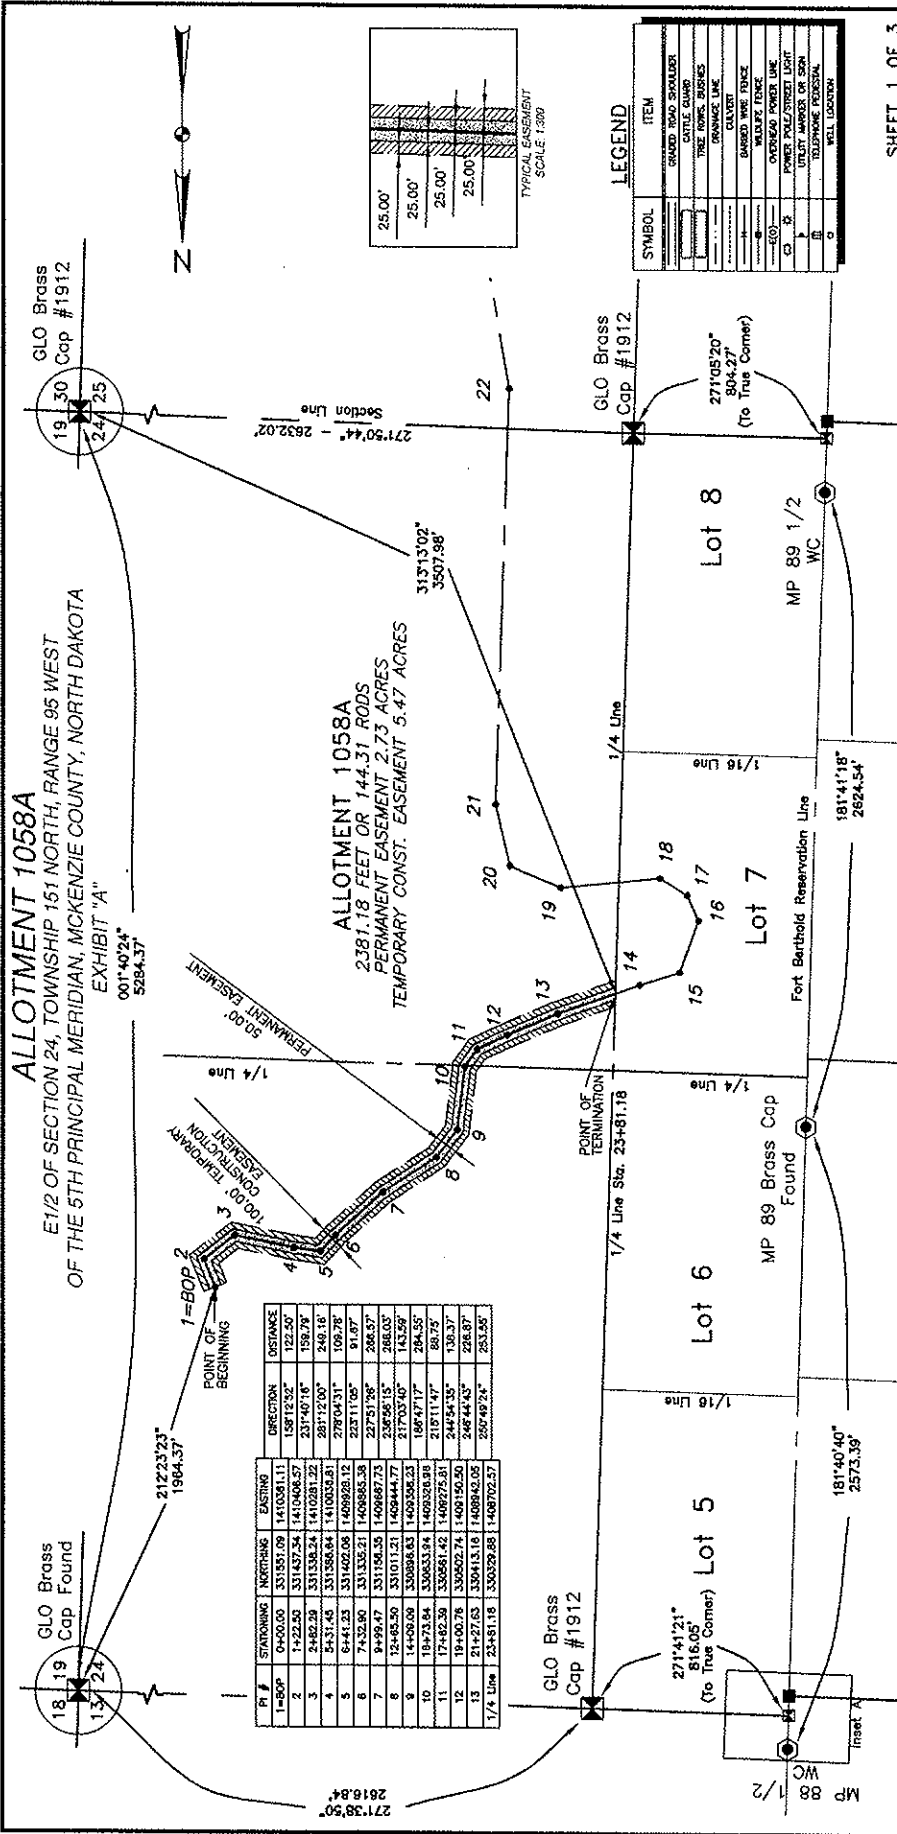 ALLOTMENT 1058A
E1/2 OF SECTION 24, TOWNSHIP 151 NORTH, RANGE 95 WEST
OF THE 5TH PRINCIPAL MERIDIAN, MCKENZIE COUNTY, NORTH DAKOTA
EXHIBIT "A"
001°40'24"
5284.37'
GLO Brass
Cap Found
18 19
13 24
GLO Brass
Cap #1912
19 30
24 25
N
212°23'23"
1964.37'
POINT OF
BEGINNING
1=BOP
2
3
4
5
6
7
8
9
10
11
12
13
14
15
16
17
18
19
20
21
22
100.00' TEMPORARY
CONSTRUCTION
EASEMENT
PERMANENT EASEMENT
50.00'
1/4 Line
ALLOTMENT 1058A
2381.18 FEET OR 144.31 RODS
PERMANENT EASEMENT 2.73 ACRES
TEMPORARY CONST. EASEMENT 5.47 ACRES
313°13'02"
3507.98'
271°50'44" - 2632.02'
Section Line
25.00'
25.00'
25.00'
25.00'
TYPICAL EASEMENT
SCALE: 1:300
LEGEND
SYMBOL ITEM
GRADED ROAD SHOULDER
CATTLE GUARD
TREE ROWS, BUSHES
DRAINAGE LINE
CULVERT
BARBED WIRE FENCE
WILDLIFE FENCE
OVERHEAD POWER LINE
POWER POLE/STREET LIGHT
UTILITY MARKER OR SIGN
TELEPHONE PEDESTAL
WELL LOCATION
PI # STATIONING NORTHING EASTING DIRECTION DISTANCE
1=BOP 0+00.00 331551.09 1410361.11 158°12'52" 122.50'
2 1+22.50 331437.34 1410406.57 231°40'16" 159.79'
3 2+82.29 331338.24 1410281.22 281°12'00" 249.16'
4 5+31.45 331386.64 1410036.81 278°04'31" 109.78'
5 6+41.23 331402.06 1409928.12 223°11'05" 91.67'
6 7+32.90 331335.21 1409865.38 227°51'26" 266.57'
7 9+99.47 331156.35 1409667.73 236°56'15" 266.03'
8 12+65.50 331011.21 1409444.77 217°03'40" 143.59'
9 14+09.09 330896.63 1409358.23 186°47'17" 264.55'
10 16+73.64 330633.94 1409326.96 215°11'47" 88.75'
11 17+62.39 330561.42 1409275.81 244°54'35" 138.37'
12 19+00.76 330502.74 1409150.50 246°44'43" 226.87'
13 21+27.63 330413.18 1408942.05 250°49'24" 253.55'
1/4 Line 23+81.18 330329.88 1408702.57
271°38'50"
2616.84'
GLO Brass
Cap #1912
POINT OF
TERMINATION
1/4 Line Sta. 23+81.18
1/4 Line
GLO Brass
Cap #1912
271°41'21"
816.05'
(To True Corner)
Lot 5
1/16 Line
Lot 6
1/4 Line
Lot 7
1/16 Line
Lot 8
271°05'20"
804.27'
(To True Corner)
Fort Berthold Reservation Line
MP 88 1/2
WC
Inset A
181°40'40"
2573.39'
MP 89 Brass Cap
Found
181°41'18"
2624.54'
MP 89 1/2
WC
SHEET 1 OF 3